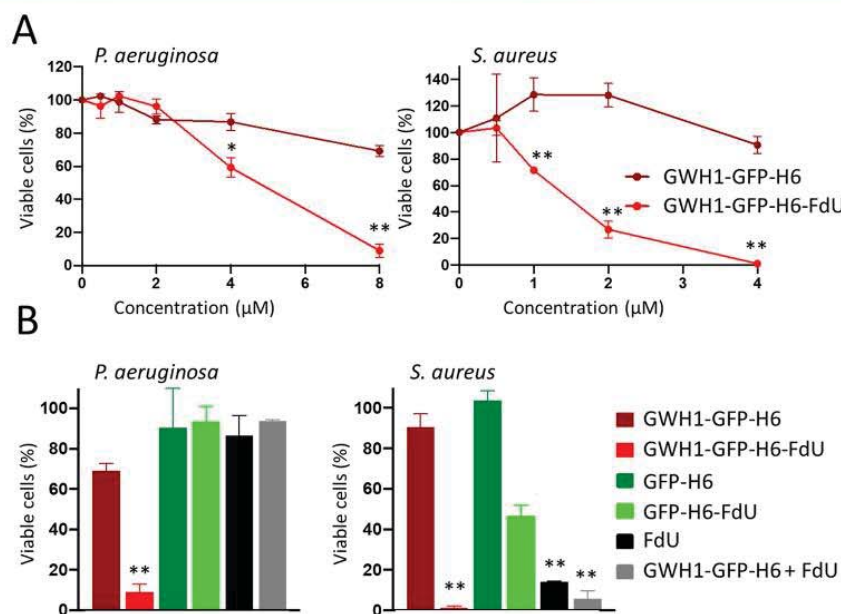 A
P. aeruginosa
S. aureus
Viable cells (%)
120
100
80
60
40
20
0
*
**
0
2
4
6
8
Concentration (µM)
Viable cells (%)
140
120
100
80
60
40
20
0
**
**
**
0
1
2
3
4
Concentration (µM)
GWH1-GFP-H6
GWH1-GFP-H6-FdU
B
P. aeruginosa
S. aureus
Viable cells (%)
100
80
60
40
20
0
**
Viable cells (%)
100
80
60
40
20
0
**
**
**
GWH1-GFP-H6
GWH1-GFP-H6-FdU
GFP-H6
GFP-H6-FdU
FdU
GWH1-GFP-H6 + FdU